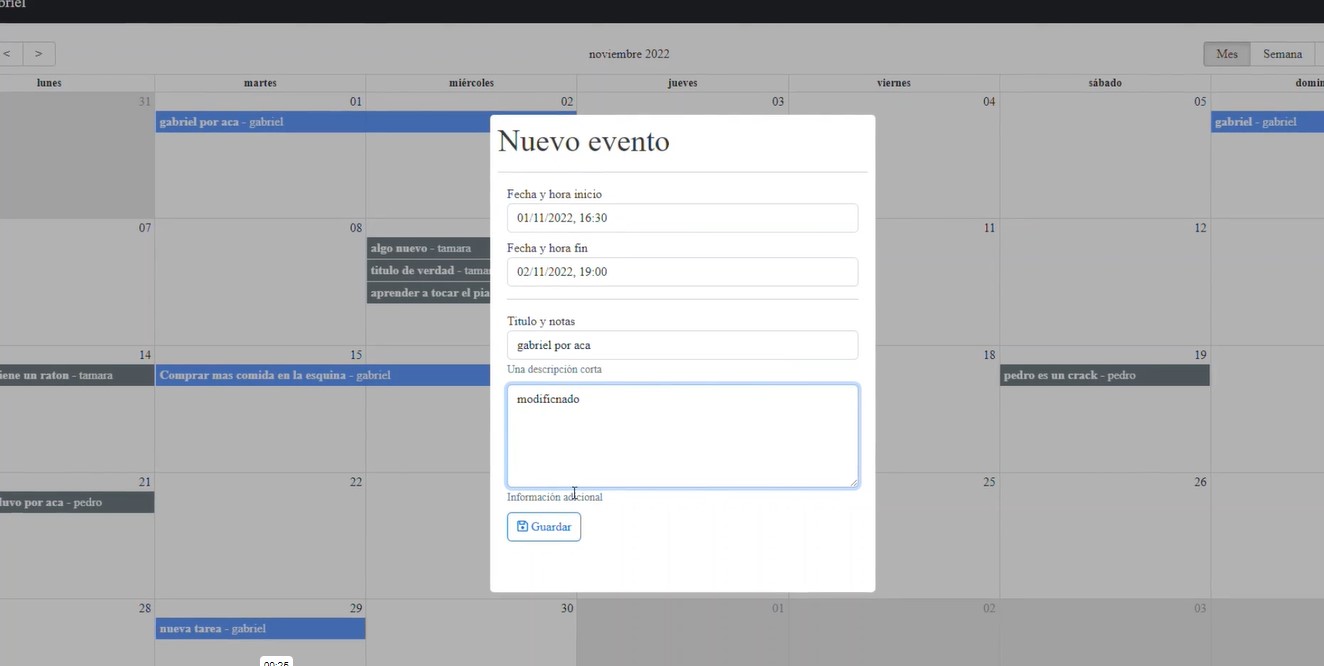 briel
< >
noviembre 2022
Mes Semana
lunes martes miércoles jueves viernes sábado domin
31 01 02 03 04 05
gabriel por aca - gabriel
gabriel - gabriel
Nuevo evento
Fecha y hora inicio
01/11/2022, 16:30
Fecha y hora fin
02/11/2022, 19:00
Titulo y notas
gabriel por aca
Una descripción corta
modificnado
Información adicional
Guardar
07 08 11 12
algo nuevo - tamara
titulo de verdad - tamar
aprender a tocar el pia
14 15 18 19
iene un raton - tamara
Comprar mas comida en la esquina - gabriel
pedro es un crack - pedro
21 22 25 26
luvo por aca - pedro
28 29 30 01 02 03
nueva tarea - gabriel
00:26